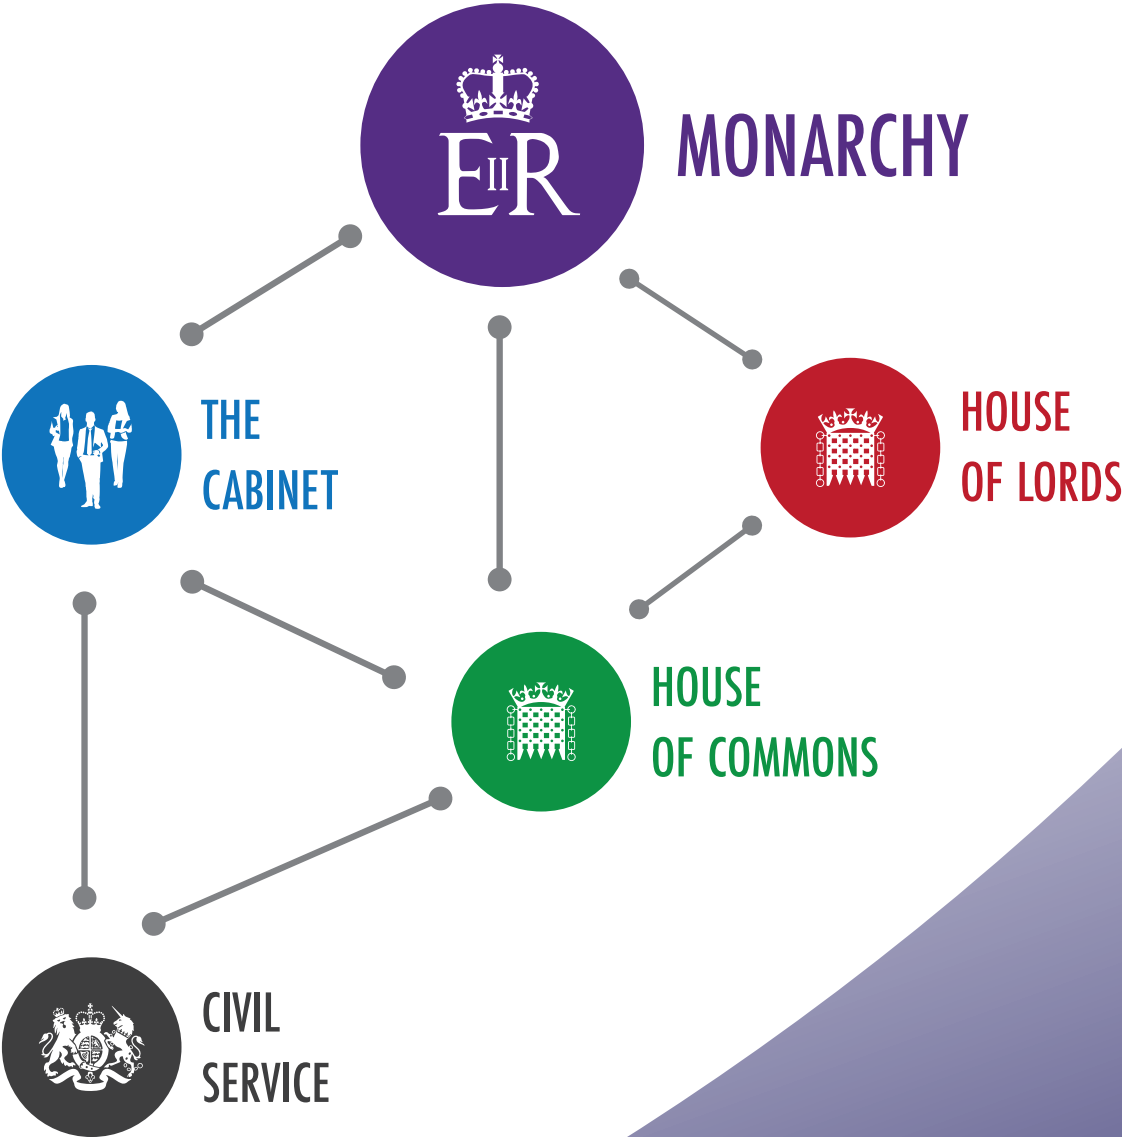 EIIR
MONARCHY
THE
CABINET
HOUSE
OF LORDS
HOUSE
OF COMMONS
CIVIL
SERVICE